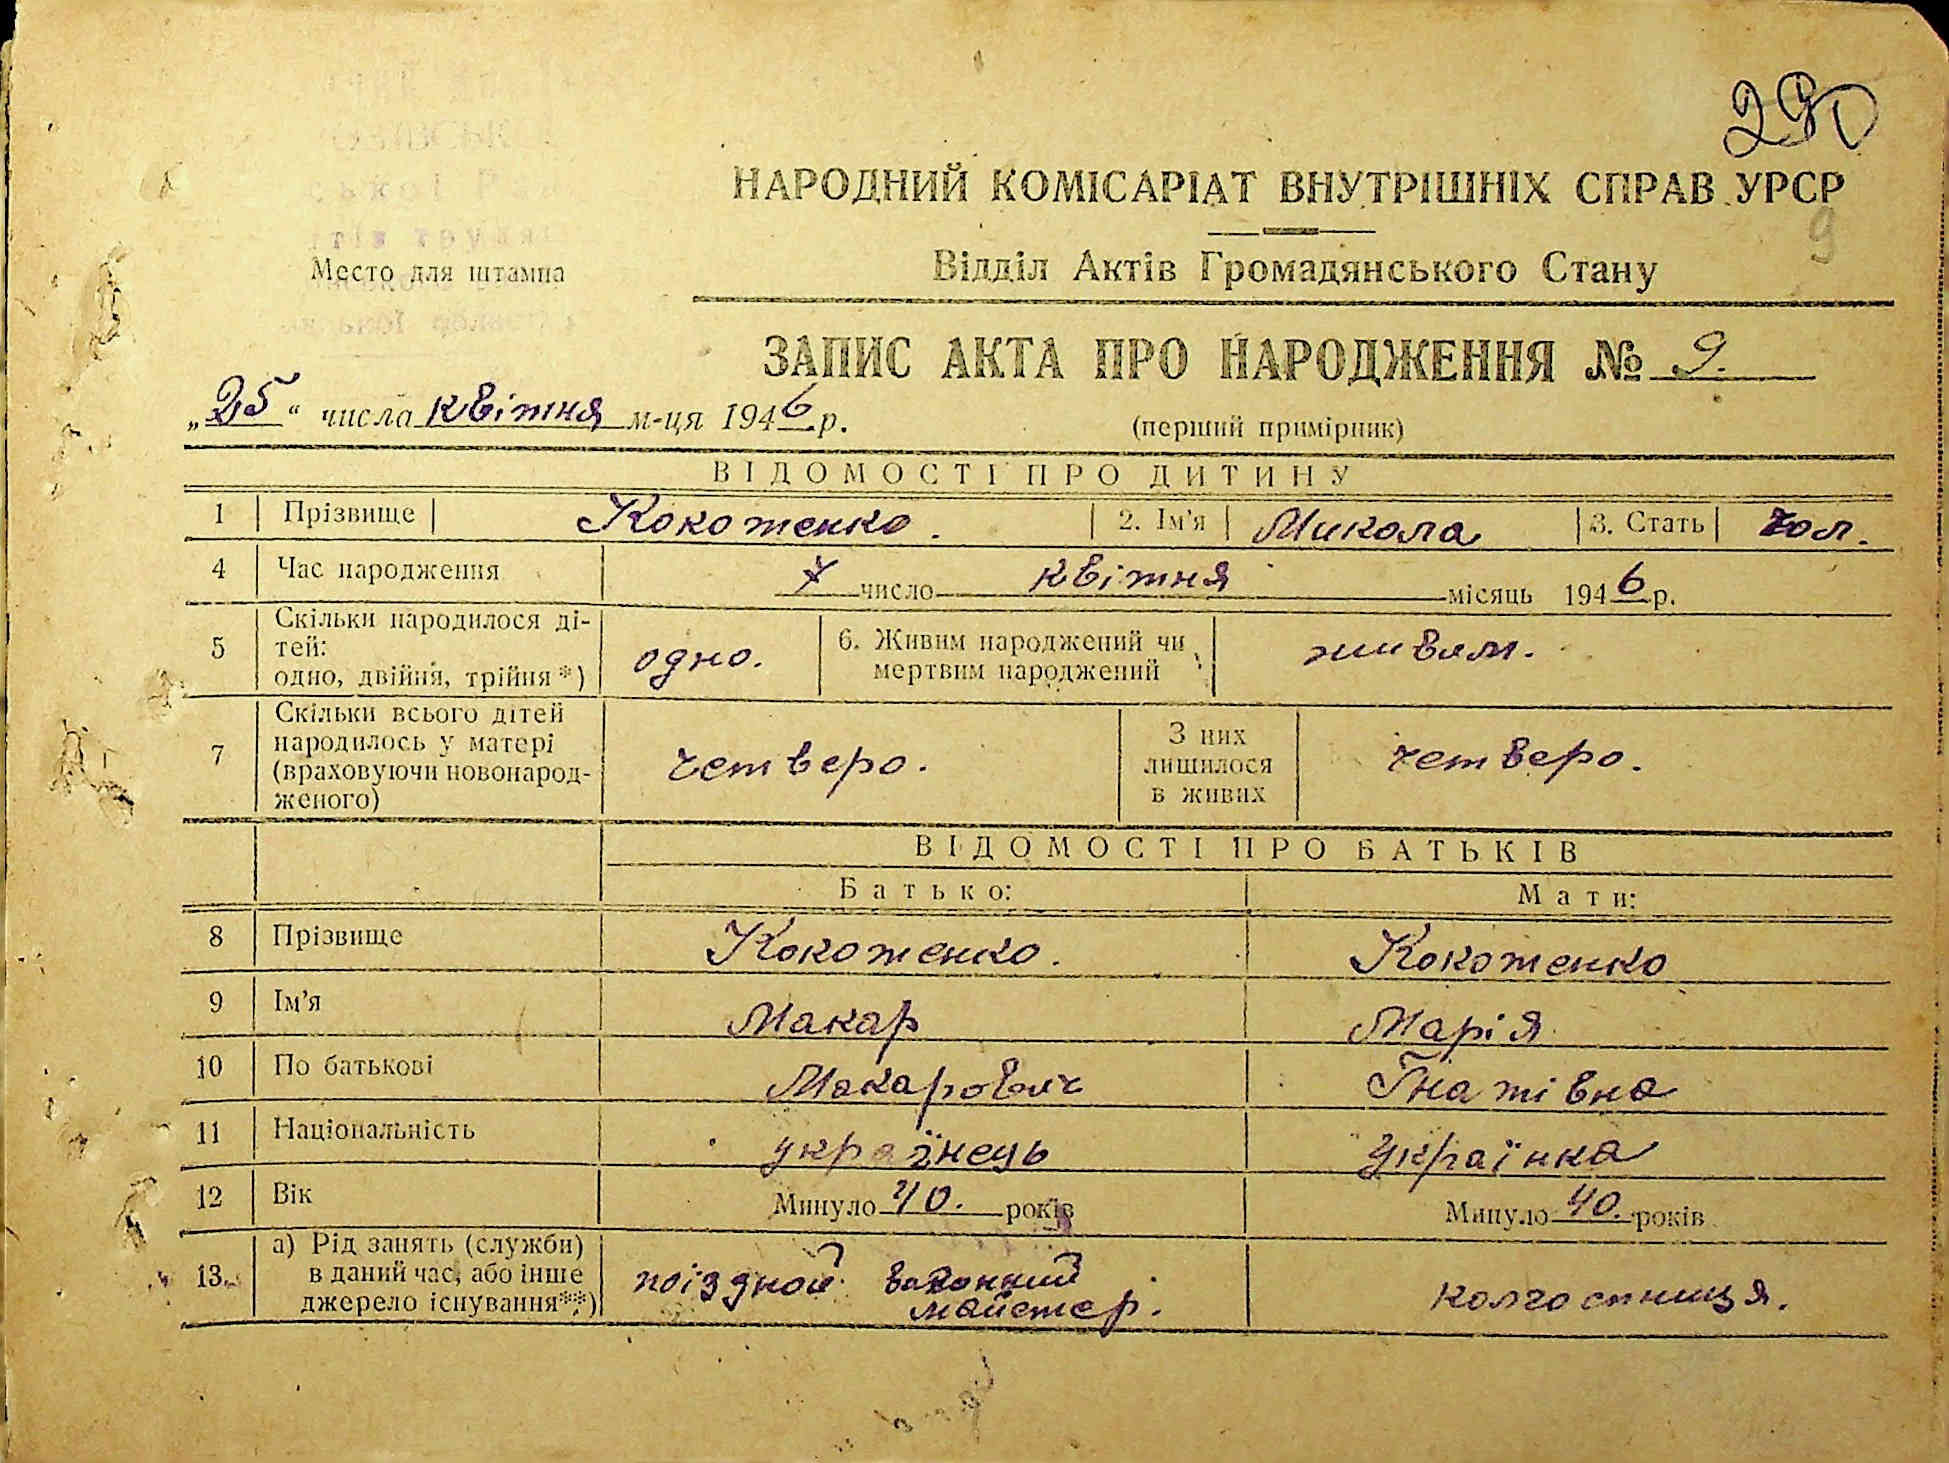 290
НАРОДНИЙ КОМІСАРІАТ ВНУТРІШНІХ СПРАВ УРСР
9
Відділ Актів Громадянського Стану
Место для штампа
ЗАПИС АКТА ПРО НАРОДЖЕННЯ № 9.
„25“ числа квітня м-ця 1946 р.
(перший примірник)
ВІДОМОСТІ ПРО ДИТИНУ
1 Прізвище Кокотенко. 2. Ім'я Микола 3. Стать чол.
4 Час народження 7 число квітня місяць 1946 р.
5 Скільки народилося ді-
тей:
одно, двійня, трійня*) одно. 6. Живим народжений чи
мертвим народжений живим.
7 Скільки всього дітей
народилось у матері
(враховуючи новонарод-
женого) четверо. З них
лишилося
в живих четверо.
ВІДОМОСТІ ПРО БАТЬКІВ
Батько: Мати:
8 Прізвище Кокотенко. Кокотенко
9 Ім'я Макар Марія
10 По батькові Макарович Гнатівна
11 Національність українець українка
12 Вік Минуло 40. років Минуло 40. років
13. а) Рід занять (служби)
в даний час, або інше
джерело існування**) поіздной вагонний
майстер. колгоспниця.